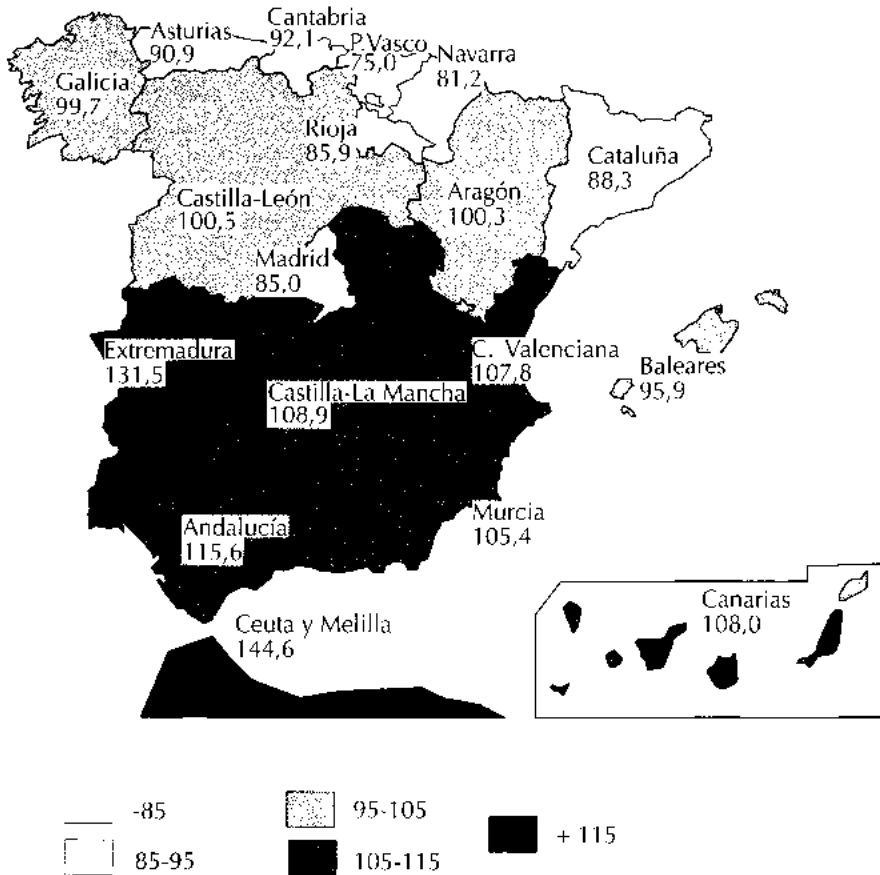 Cantabria
92,1
Asturias
90,9
P.Vasco
75,0
Navarra
81,2
Galicia
99,7
Rioja
85,9
Cataluña
88,3
Castilla-León
100,5
Aragón
100,3
Madrid
85,0
Extremadura
131,5
C. Valenciana
107,8
Baleares
95,9
Castilla-La Mancha
108,9
Andalucía
115,6
Murcia
105,4
Canarias
108,0
Ceuta y Melilla
144,6
-85
95-105
+ 115
85-95
105-115